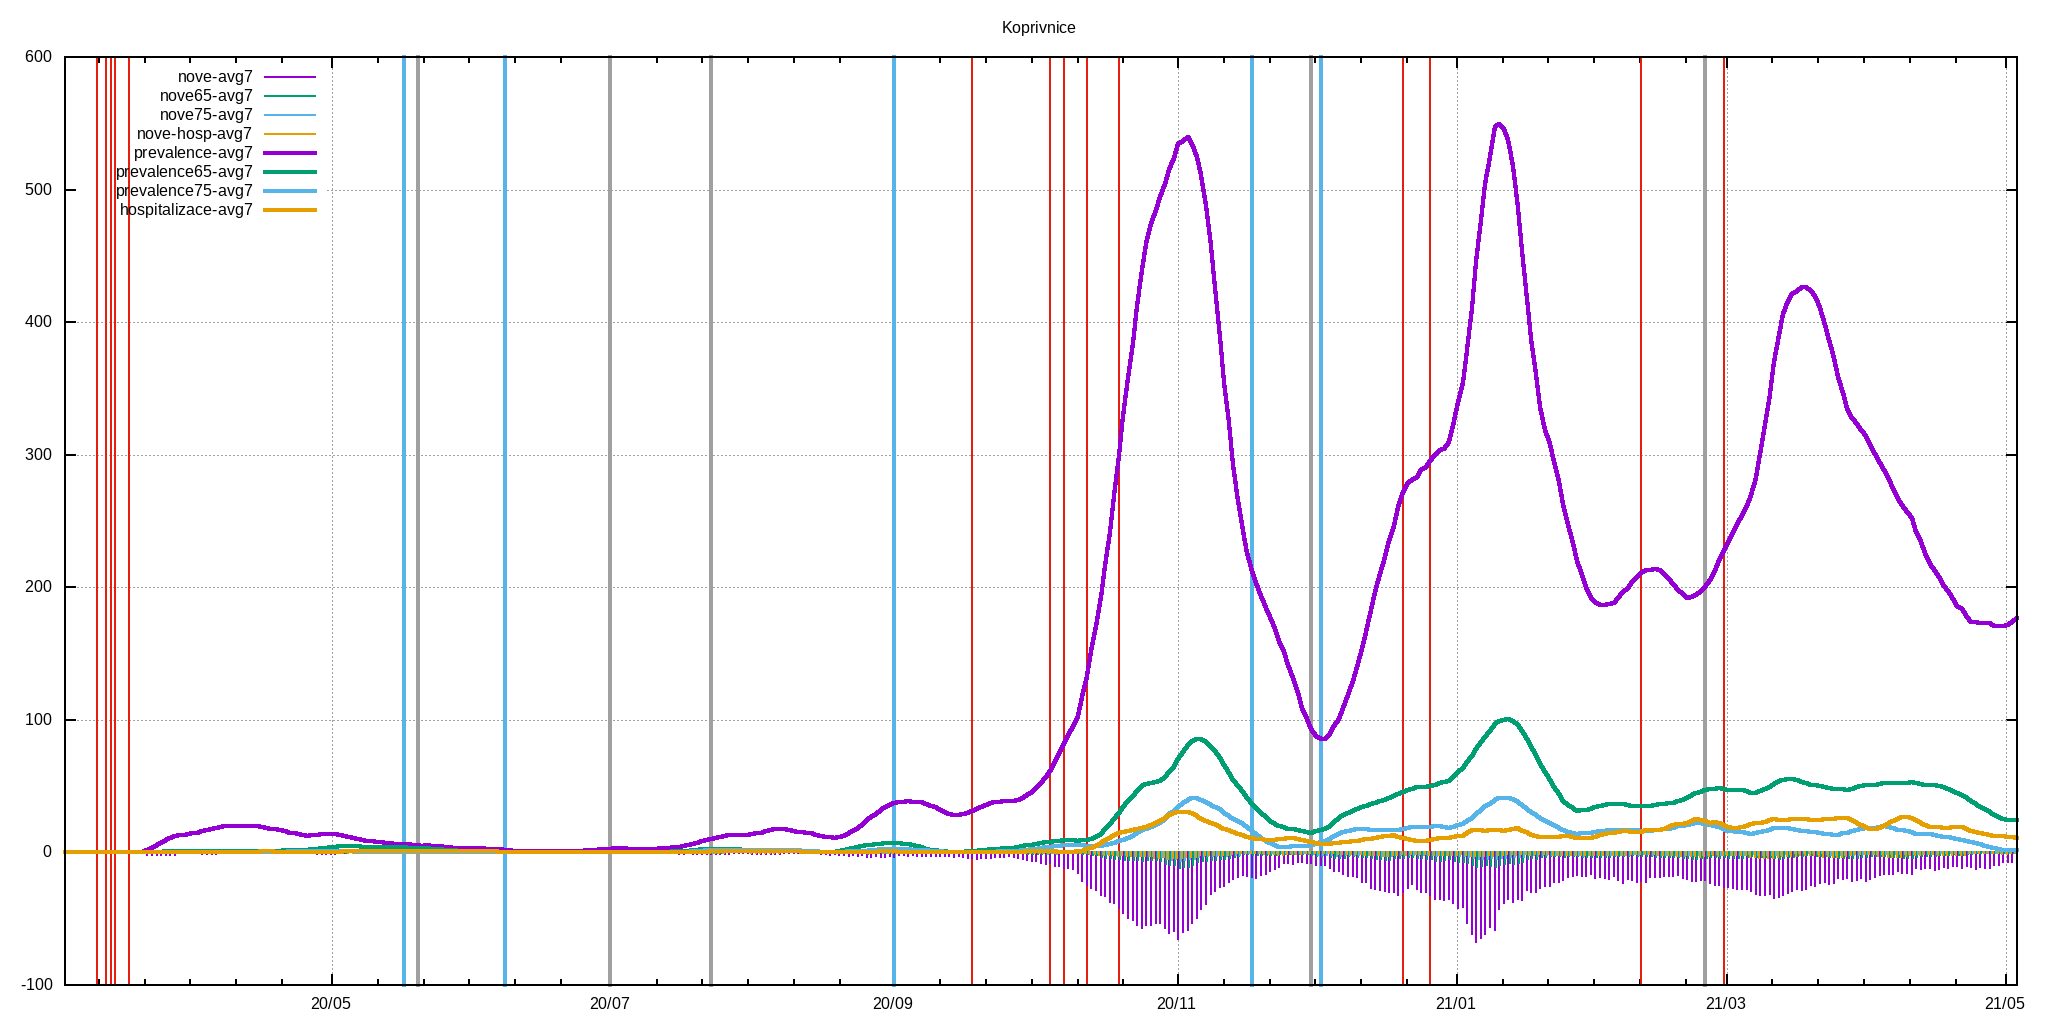 Koprivnice
600
nove-avg7
nove65-avg7
nove75-avg7
nove-hosp-avg7
prevalence-avg7
prevalence65-avg7
prevalence75-avg7
hospitalizace-avg7
500
400
300
200
100
0
-100
20/05 20/07 20/09 20/11 21/01 21/03 21/05